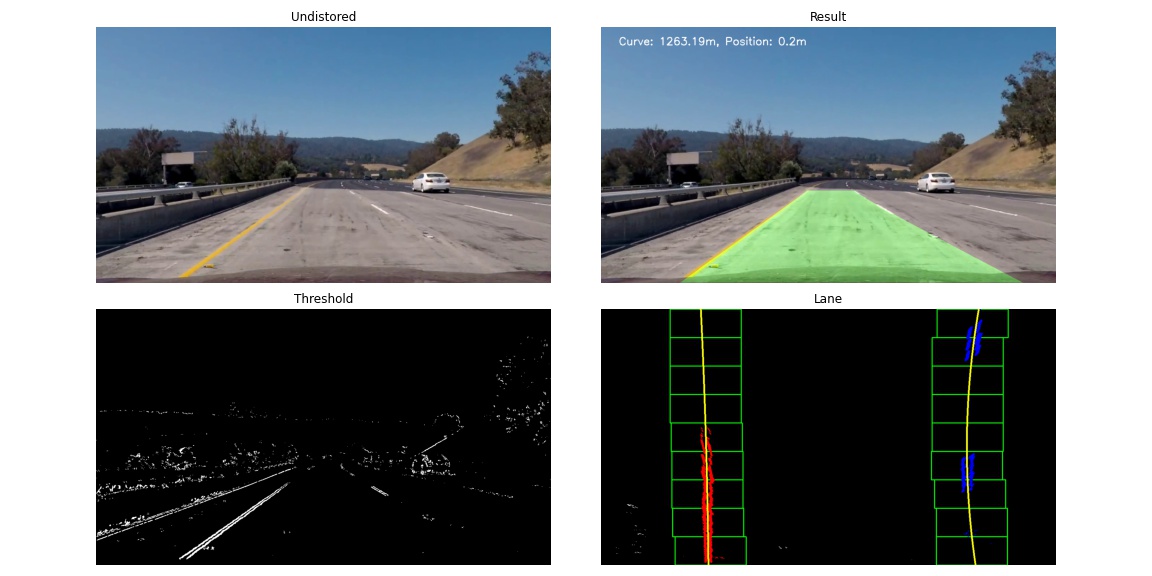 Undistored
Result
Curve: 1263.19m, Position: 0.2m
Threshold
Lane